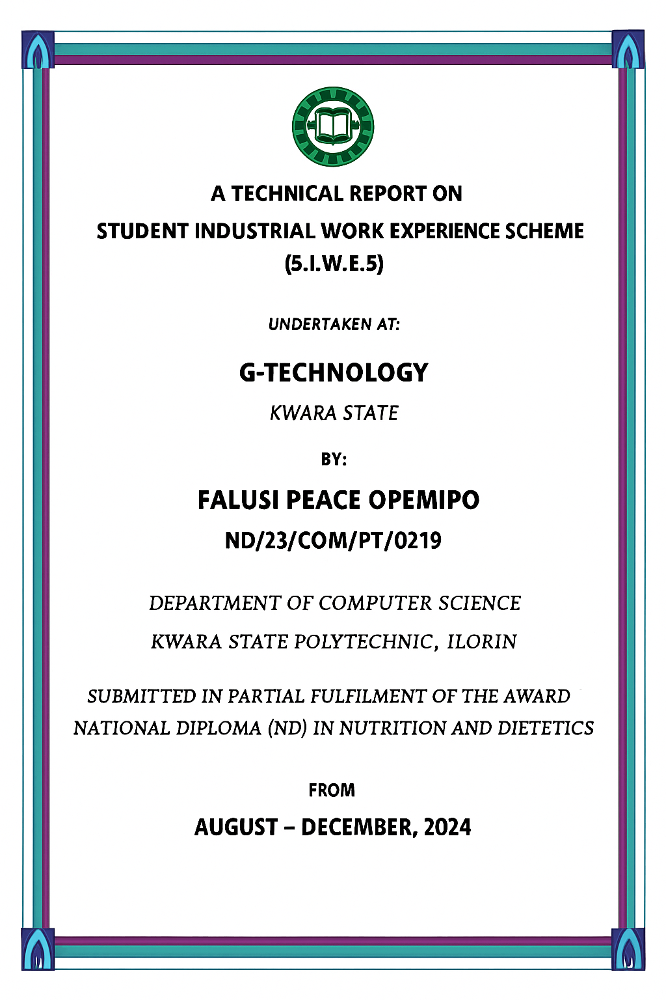 A TECHNICAL REPORT ON
STUDENT INDUSTRIAL WORK EXPERIENCE SCHEME
(5.I.W.E.5)
UNDERTAKEN AT:
G-TECHNOLOGY
KWARA STATE
BY:
FALUSI PEACE OPEMIPO
ND/23/COM/PT/0219
DEPARTMENT OF COMPUTER SCIENCE
KWARA STATE POLYTECHNIC, ILORIN
SUBMITTED IN PARTIAL FULFILMENT OF THE AWARD
NATIONAL DIPLOMA (ND) IN NUTRITION AND DIETETICS
FROM
AUGUST – DECEMBER, 2024